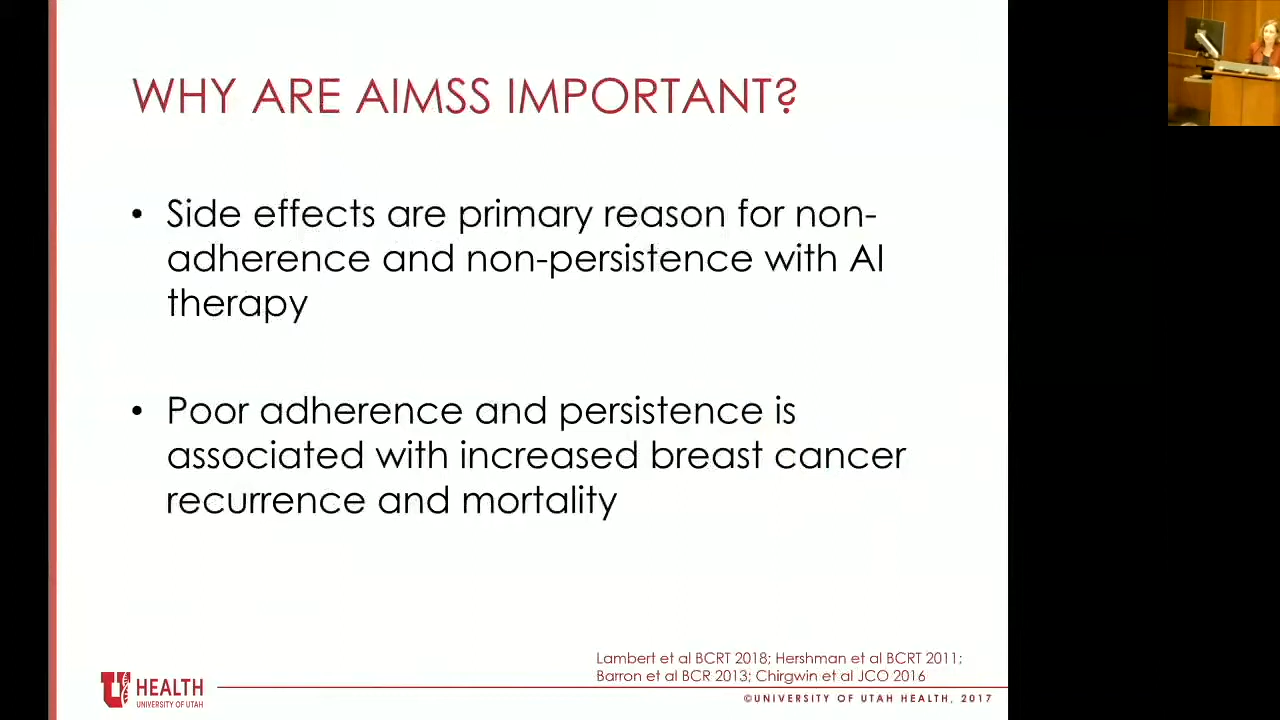 WHY ARE AIMSS IMPORTANT?
• Side effects are primary reason for non-
adherence and non-persistence with AI
therapy
• Poor adherence and persistence is
associated with increased breast cancer
recurrence and mortality
Lambert et al BCRT 2018; Hershman et al BCRT 2011;
Barron et al BCR 2013; Chirgwin et al JCO 2016
U HEALTH
UNIVERSITY OF UTAH
©UNIVERSITY OF UTAH HEALTH, 2017